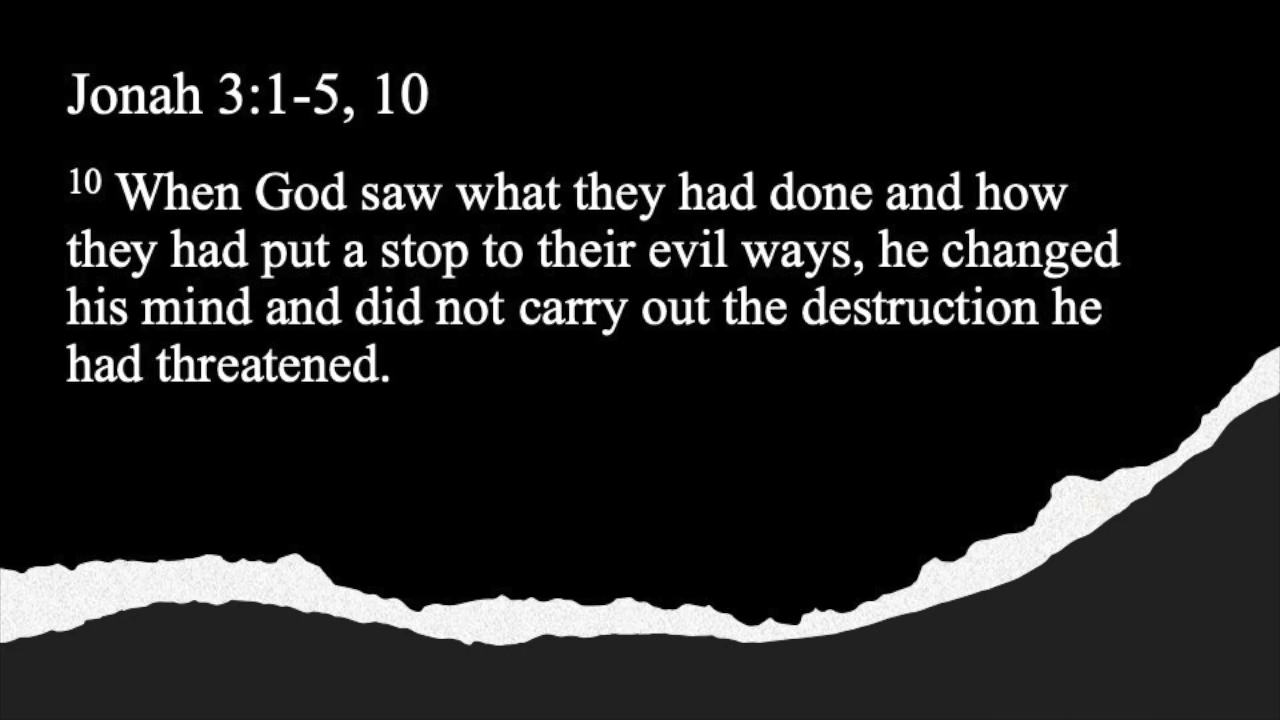 Jonah 3:1-5, 10
10 When God saw what they had done and how
they had put a stop to their evil ways, he changed
his mind and did not carry out the destruction he
had threatened.